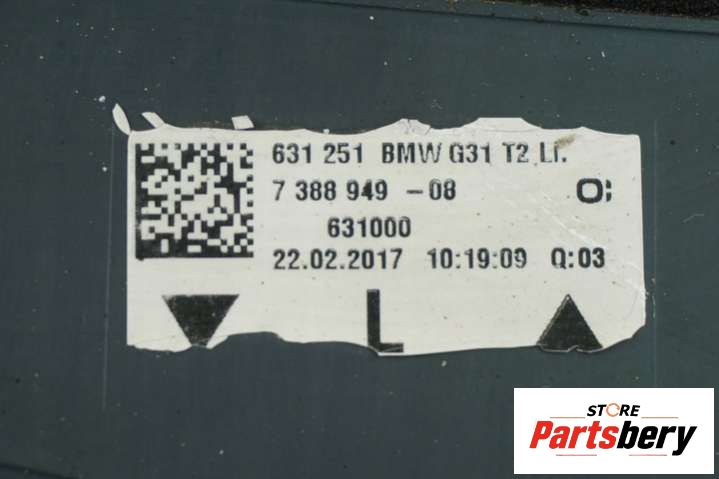 631 251 BMW G31 T2 LI.
7 388 949 -08 O;
631000
22.02.2017 10:19:09 Q:03
L
STORE
Partsbery